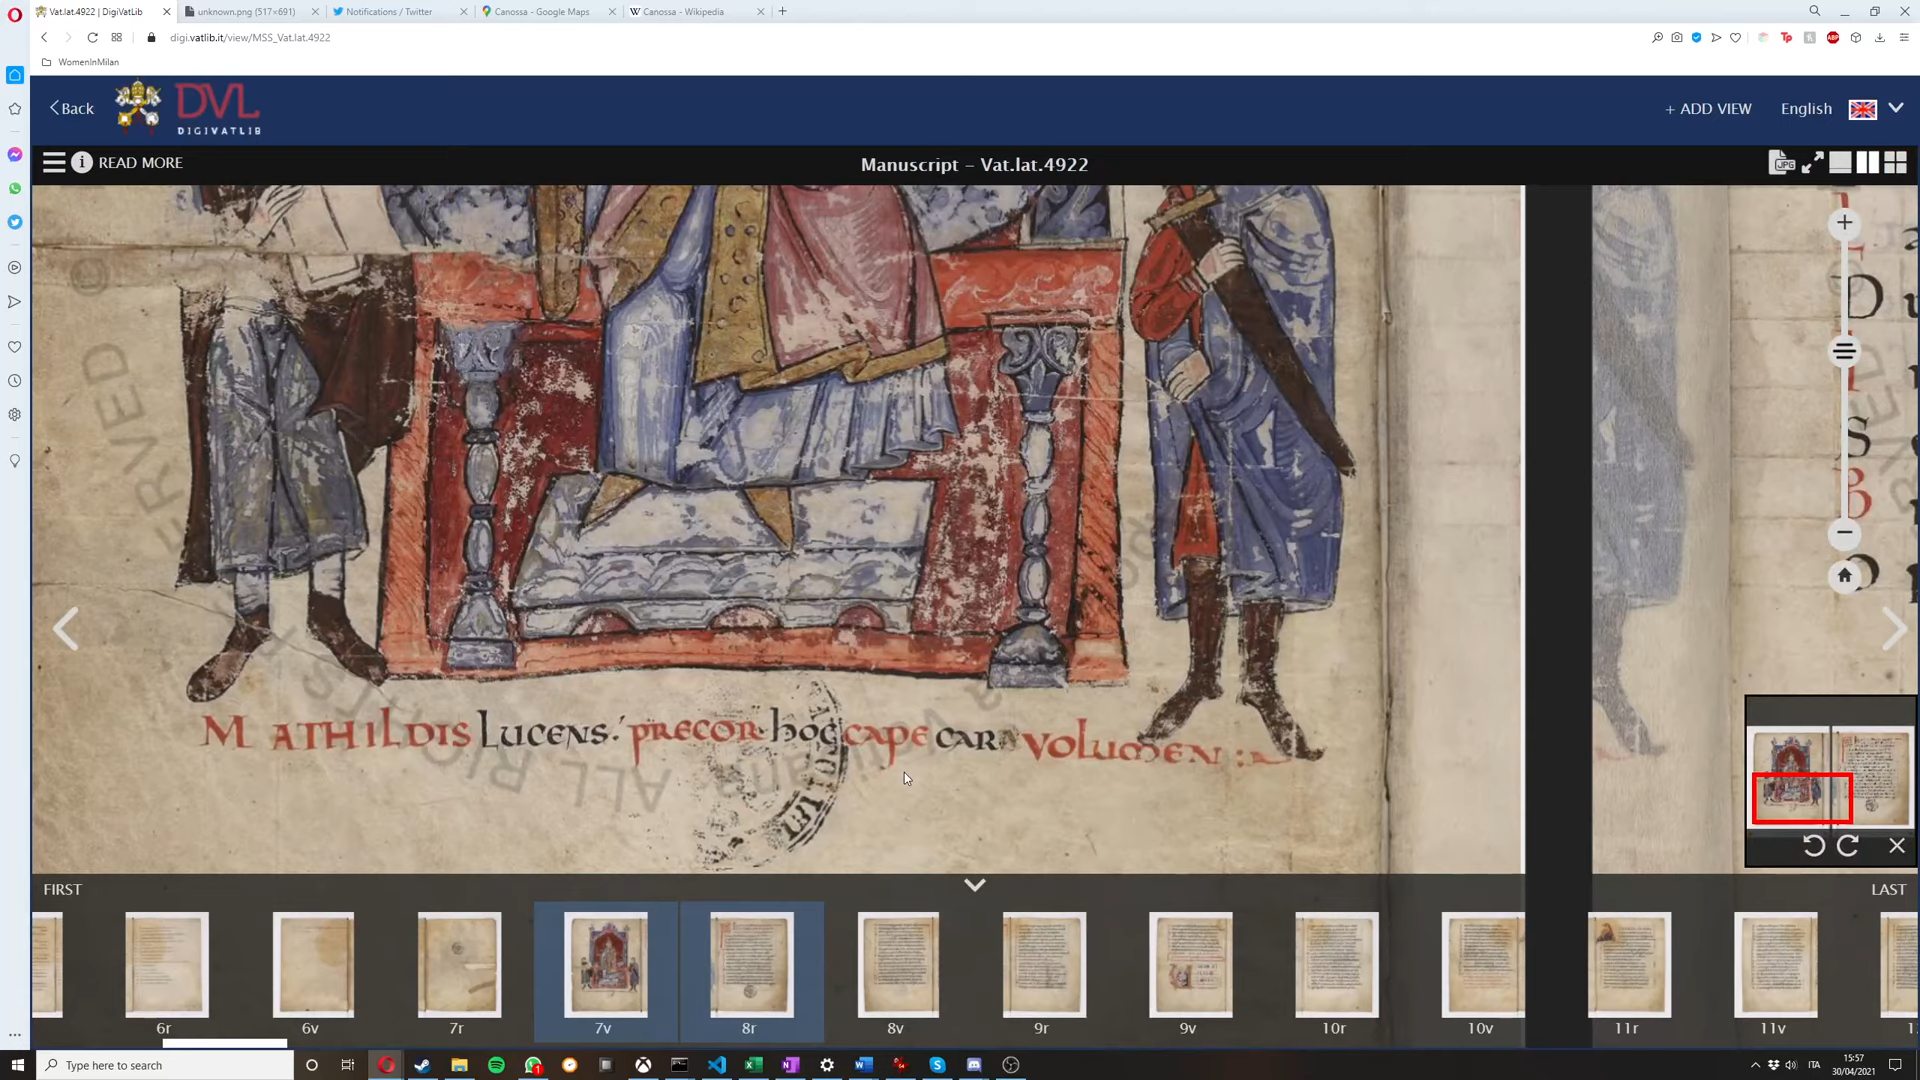 Vat.lat.4922 | DigiVatLib
unknown.png (517×691)
Notifications / Twitter
Canossa - Google Maps
Canossa - Wikipedia
digi.vatlib.it/view/MSS_Vat.lat.4922
WomenInMilan
Back
DVL
DIGIVATLIB
+ ADD VIEW
English
READ MORE
Manuscript – Vat.lat.4922
JPG
MATHILDIS LUCENS: PRECOR HOC CAPE CARA VOLUMEN :
FIRST
LAST
6r
6v
7r
7v
8r
8v
9r
9v
10r
10v
11r
11v
Type here to search
ITA
15:57
30/04/2021